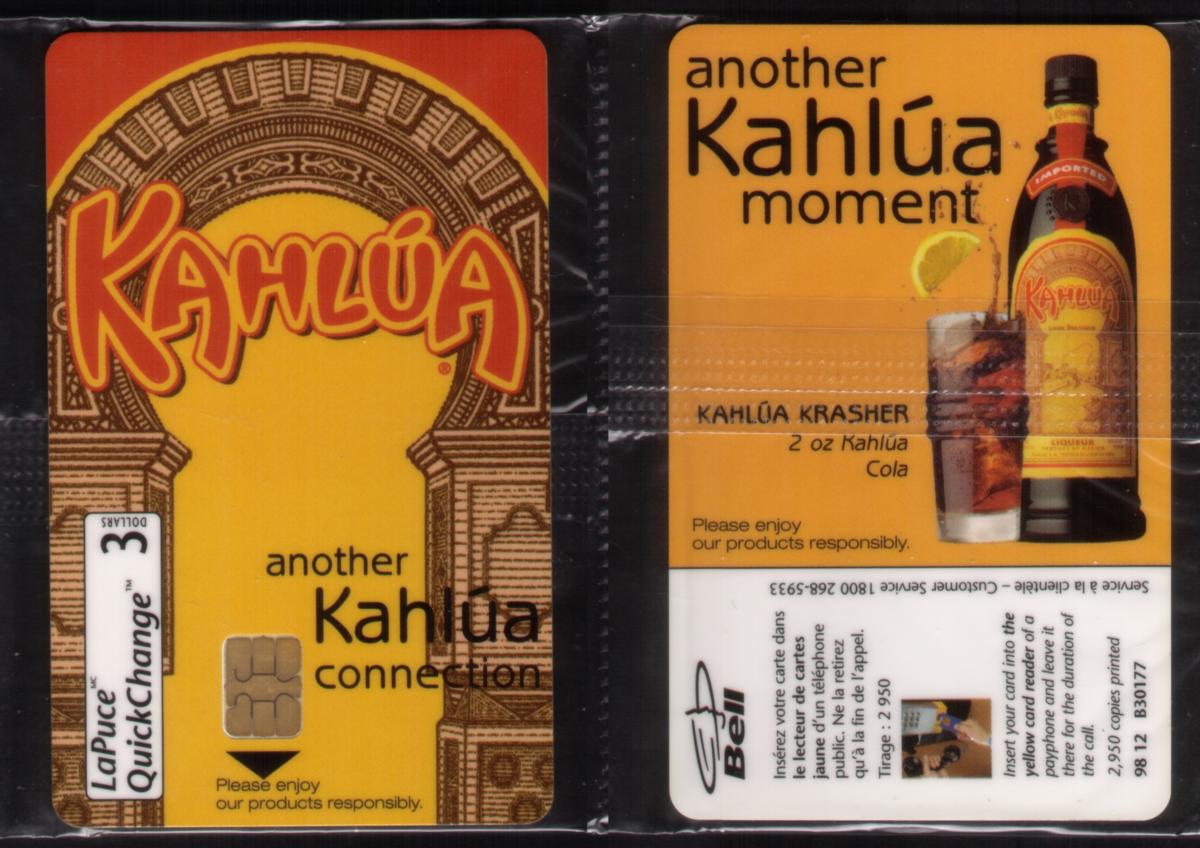 KAHLÚA
®
another
Kahlúa
connection
LaPuce MC
QuickChange™
3
DOLLARS
Please enjoy
our products responsibly.
another
Kahlúa
moment
IMPORTED
KAHLÚA
LIQUEUR
KAHLÚA KRASHER
2 oz Kahlúa
Cola
Please enjoy
our products responsibly.
Service à la clientèle – Customer Service 1800 268-5933
Bell
Insérez votre carte dans
le lecteur de cartes
jaune d'un téléphone
public. Ne la retirez
qu'à la fin de l'appel.
Tirage : 2 950
Insert your card into the
yellow card reader of a
payphone and leave it
there for the duration of
the call.
2,950 copies printed
98 12 B30177